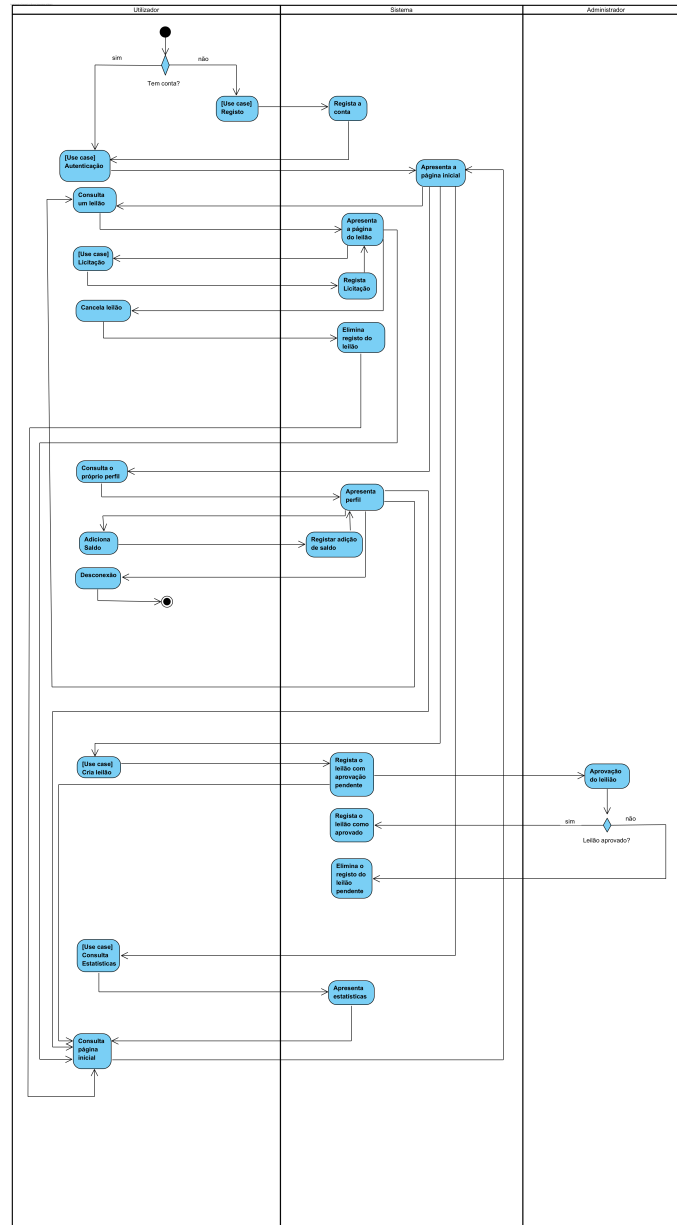 Utilizador
Sistema
Administrador
sim
não
Tem conta?
[Use case]
Registo
Regista a
conta
[Use case]
Autenticação
Apresenta a
página inicial
Consulta
um leilão
Apresenta
a página
do leilão
[Use case]
Licitação
Regista
Licitação
Cancela leilão
Elimina
registo do
leilão
Consulta o
próprio perfil
Apresenta
perfil
Adiciona
Saldo
Registar adição
de saldo
Desconexão
[Use case]
Cria leilão
Regista o
leilão com
aprovação
pendente
Aprovação
do leilião
Regista o
leilão como
aprovado
sim
não
Leilão aprovado?
Elimina o
registo do
leilão
pendente
[Use case]
Consulta
Estatísticas
Apresenta
estatísticas
Consulta
página
inicial